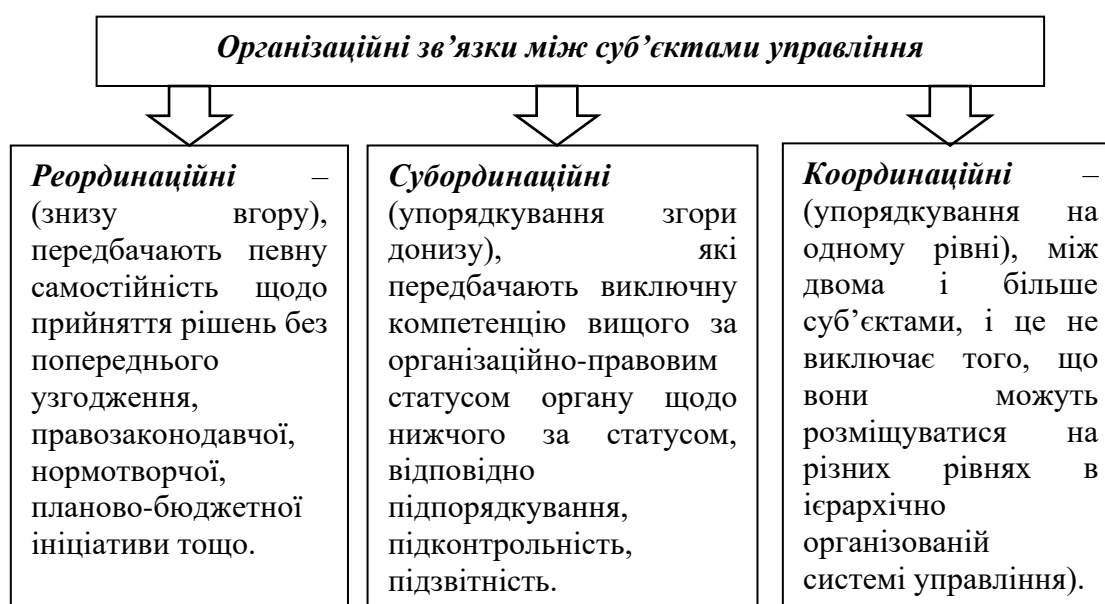 Організаційні зв’язки між суб’єктами управління
Реординаційні –
(знизу вгору),
передбачають певну
самостійність щодо
прийняття рішень без
попереднього
узгодження,
правозаконодавчої,
нормотворчої,
планово-бюджетної
ініціативи тощо.
Субординаційні
(упорядкування згори
донизу), які
передбачають виключну
компетенцію вищого за
організаційно-правовим
статусом органу щодо
нижчого за статусом,
відповідно
підпорядкування,
підконтрольність,
підзвітність.
Координаційні –
(упорядкування на
одному рівні), між
двома і більше
суб’єктами, і це не
виключає того, що
вони можуть
розміщуватися на
різних рівнях в
ієрархічно
організованій
системі управління).